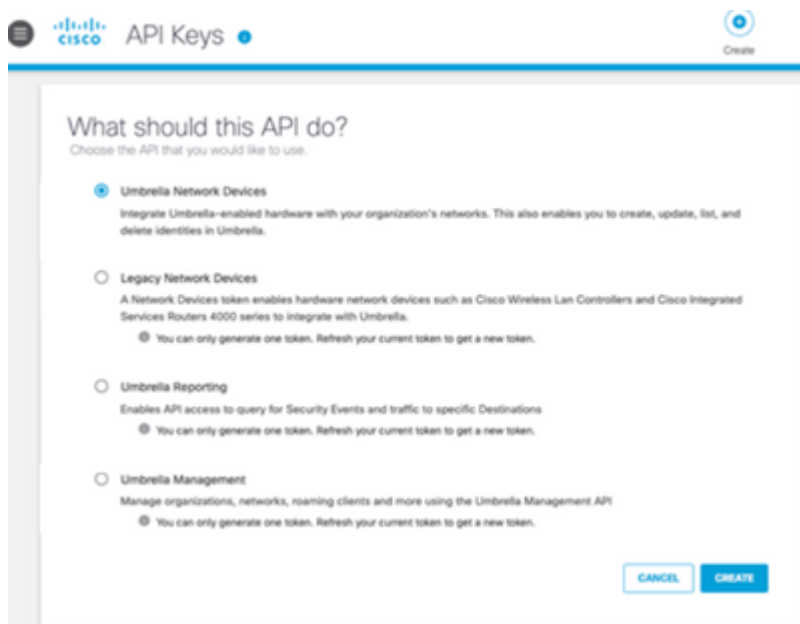 CISCO API Keys
Create
What should this API do?
Choose the API that you would like to use.
Umbrella Network Devices
Integrate Umbrella-enabled hardware with your organization's networks. This also enables you to create, update, list, and
delete identities in Umbrella.
Legacy Network Devices
A Network Devices token enables hardware network devices such as Cisco Wireless Lan Controllers and Cisco Integrated
Services Routers 4000 series to integrate with Umbrella.
You can only generate one token. Refresh your current token to get a new token.
Umbrella Reporting
Enables API access to query for Security Events and traffic to specific Destinations
You can only generate one token. Refresh your current token to get a new token.
Umbrella Management
Manage organizations, networks, roaming clients and more using the Umbrella Management API
You can only generate one token. Refresh your current token to get a new token.
CANCEL CREATE